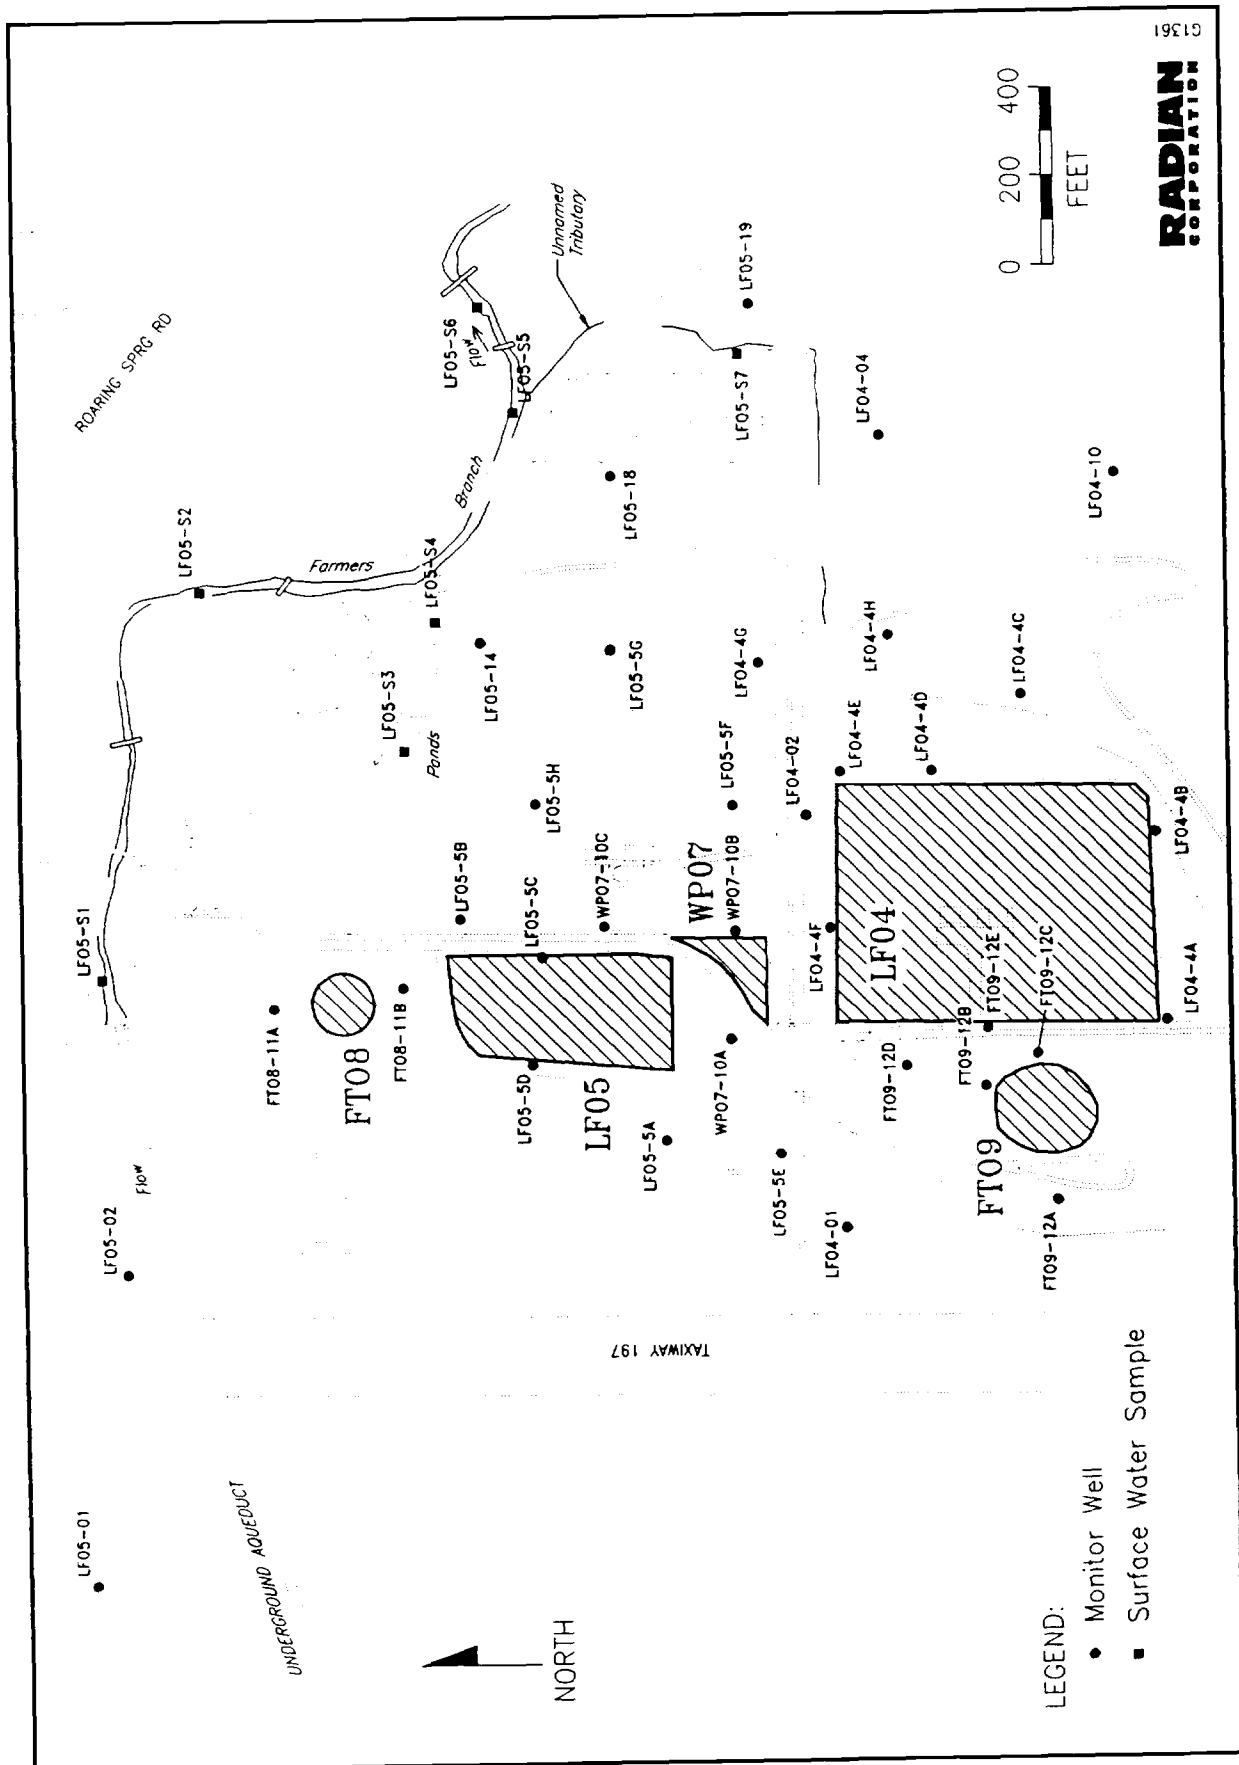 LF05-01
LF05-02
Flow
LF05-S1
LF05-S2
ROARING SPRG RD
UNDERGROUND AQUEDUCT
NORTH
TAXIWAY 197
FT08-11A
FT08
FT08-11B
LF05-S3
Ponds
Farmers
Branch
LF05-S4
LF05-S6
Flow
LF05-S5
Unnamed
Tributary
LF05-5B
LF05-14
LF05-5D
LF05-5C
LF05-5H
LF05
WP07-10C
LF05-5G
LF05-18
LF05-5A
WP07
WP07-10A
WP07-10B
LF05-5F
LF04-4G
LF05-S7
LF05-19
LF05-5E
LF04-02
LF04-01
LF04-4F
LF04-4E
LF04-4H
LF04-04
LF04
FT09-12D
LF04-4D
FT09-12B
FT09-12E
FT09
FT09-12C
LF04-4C
FT09-12A
LF04-10
LF04-4A
LF04-4B
LEGEND:
Monitor Well
Surface Water Sample
0 200 400
FEET
RADIAN
CORPORATION
G1361